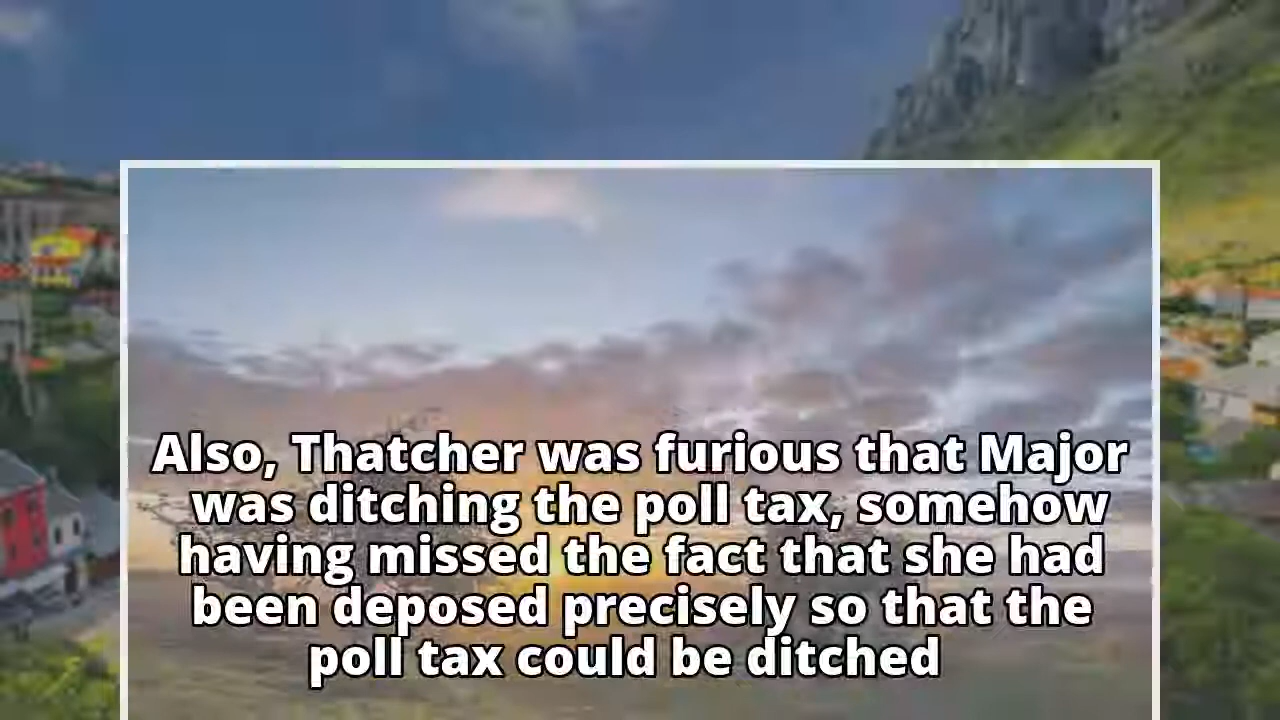 Also, Thatcher was furious that Major
was ditching the poll tax, somehow
having missed the fact that she had
been deposed precisely so that the
poll tax could be ditched